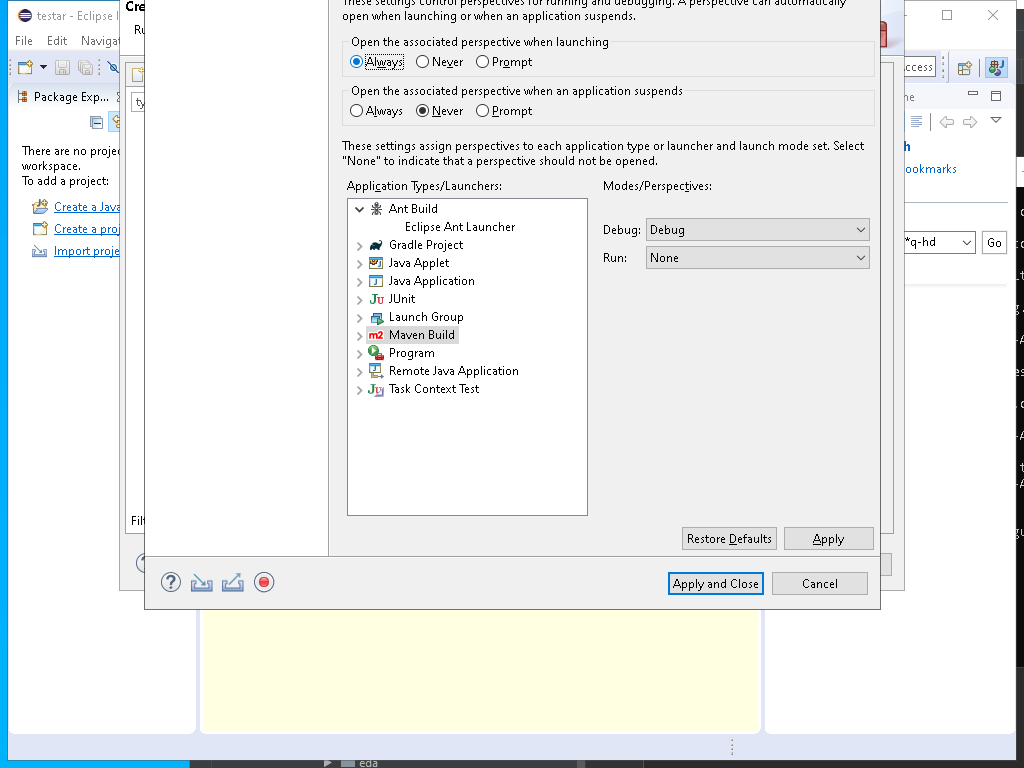 testar - Eclipse I
Cre
Ru
These settings control perspectives for running and debugging. A perspective can automatically
open when launching or when an application suspends.
File Edit Naviga
Open the associated perspective when launching
Always Never Prompt
Open the associated perspective when an application suspends
Always Never Prompt
ccess
Package Exp...
ty
ne
These settings assign perspectives to each application type or launcher and launch mode set. Select
"None" to indicate that a perspective should not be opened.
There are no proje
workspace.
To add a project:
Create a Java
Create a proj
Import proje
Application Types/Launchers:
Modes/Perspectives:
Ant Build
Eclipse Ant Launcher
Gradle Project
Java Applet
Java Application
JUnit
Launch Group
Maven Build
Program
Remote Java Application
Task Context Test
Debug: Debug
Run: None
h
ookmarks
*q-hd
Go
Filt
Restore Defaults
Apply
Apply and Close
Cancel
eda